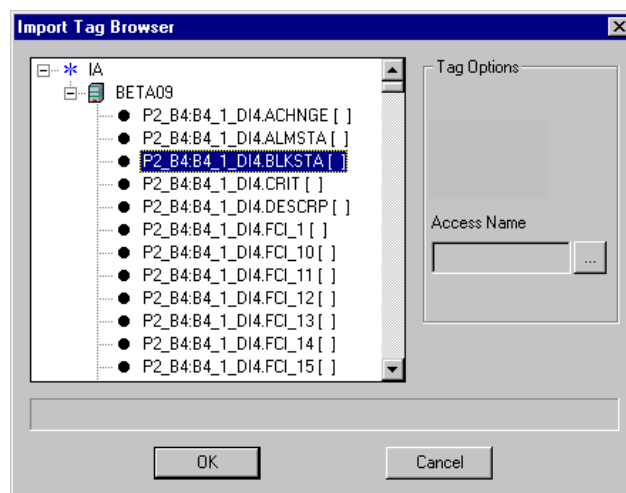 Import Tag Browser
IA
BETA09
P2_B4:B4_1_DI4.ACHNGE [ ]
P2_B4:B4_1_DI4.ALMSTA [ ]
P2_B4:B4_1_DI4.BLKSTA [ ]
P2_B4:B4_1_DI4.CRIT [ ]
P2_B4:B4_1_DI4.DESCRP [ ]
P2_B4:B4_1_DI4.FCI_1 [ ]
P2_B4:B4_1_DI4.FCI_10 [ ]
P2_B4:B4_1_DI4.FCI_11 [ ]
P2_B4:B4_1_DI4.FCI_12 [ ]
P2_B4:B4_1_DI4.FCI_13 [ ]
P2_B4:B4_1_DI4.FCI_14 [ ]
P2_B4:B4_1_DI4.FCI_15 [ ]
Tag Options
Access Name
...
OK
Cancel